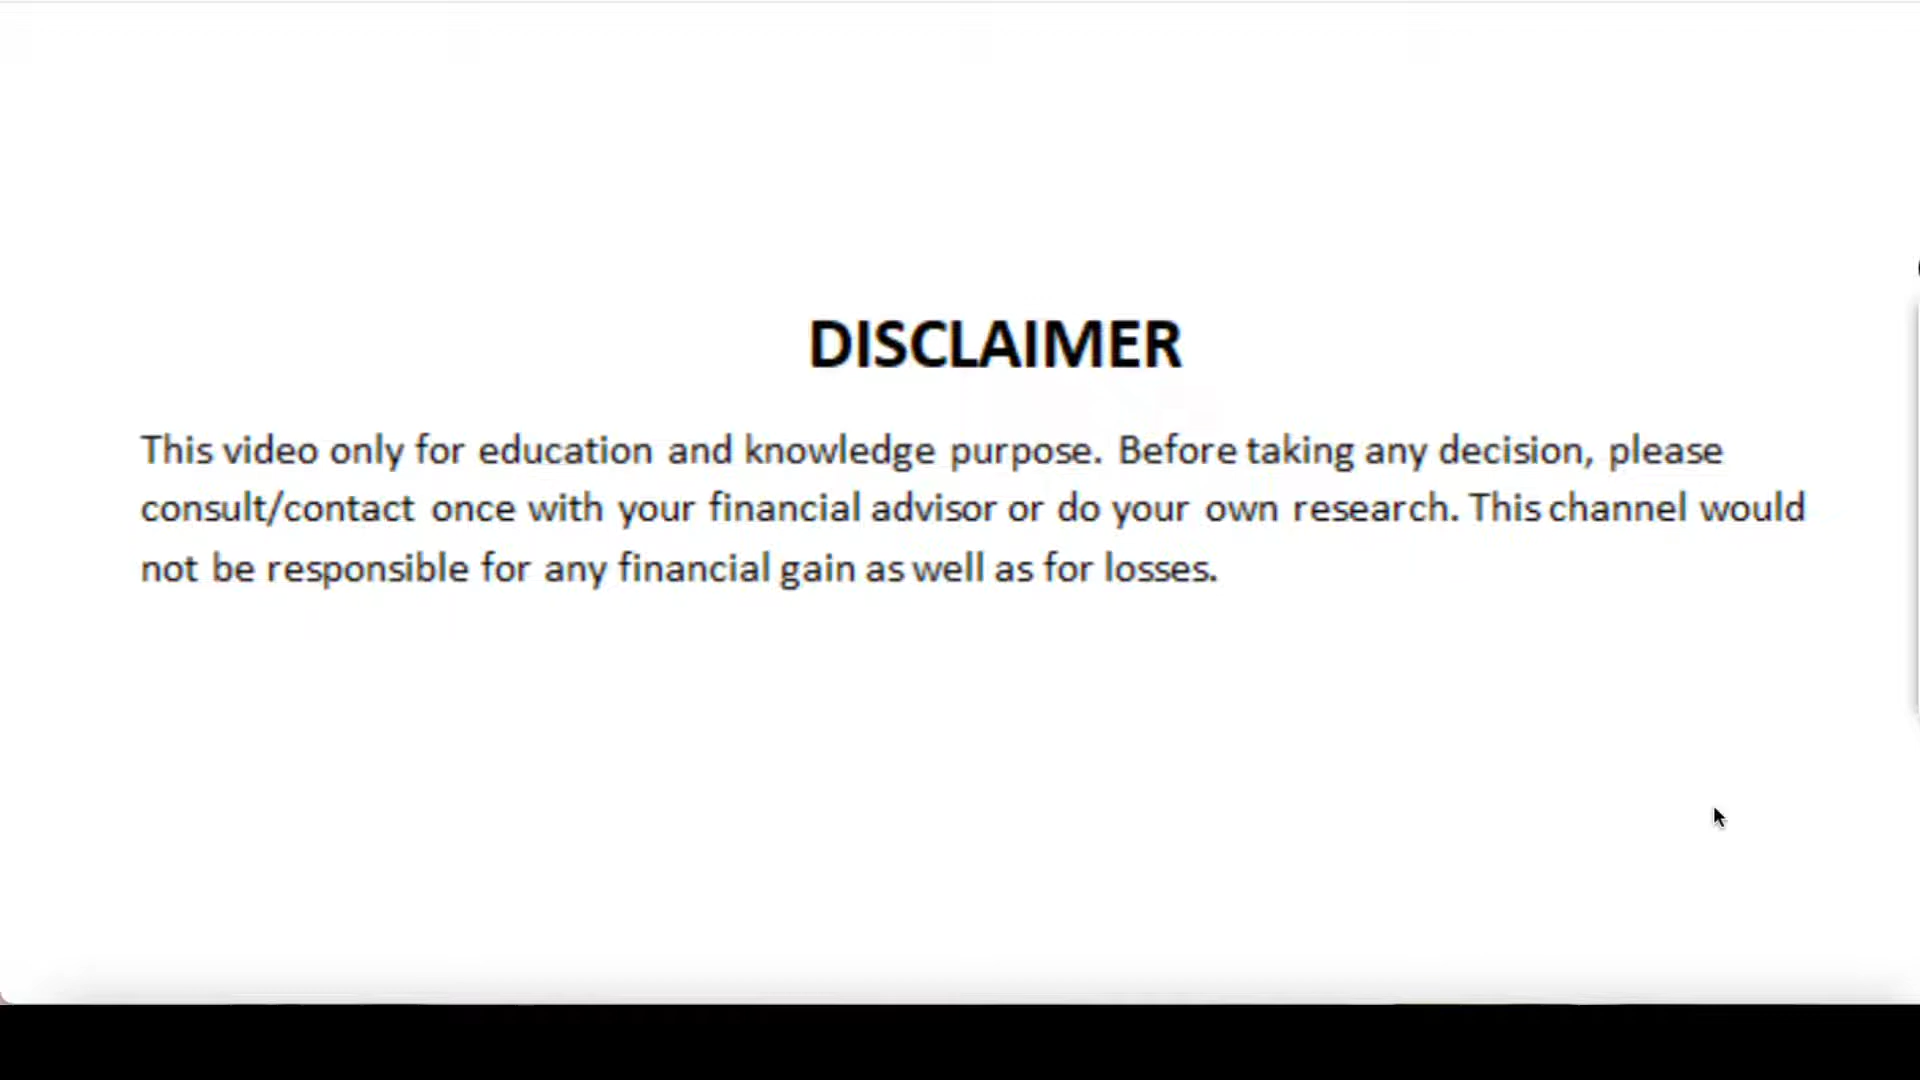 DISCLAIMER
This video only for education and knowledge purpose. Before taking any decision, please
consult/contact once with your financial advisor or do your own research. This channel would
not be responsible for any financial gain as well as for losses.